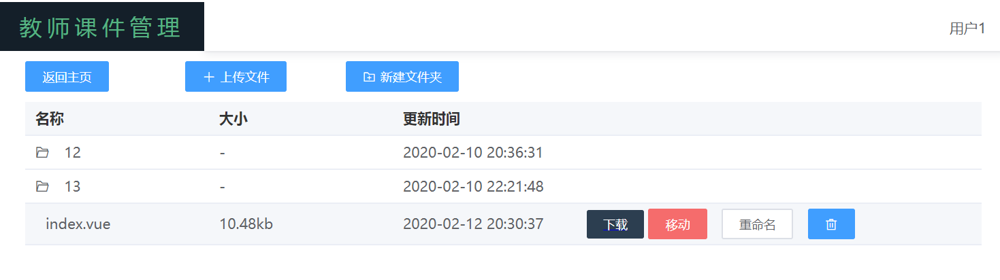 教师课件管理
用户1
返回主页 上传文件 新建文件夹
名称 大小 更新时间
12 - 2020-02-10 20:36:31
13 - 2020-02-10 22:21:48
index.vue 10.48kb 2020-02-12 20:30:37 下载 移动 重命名